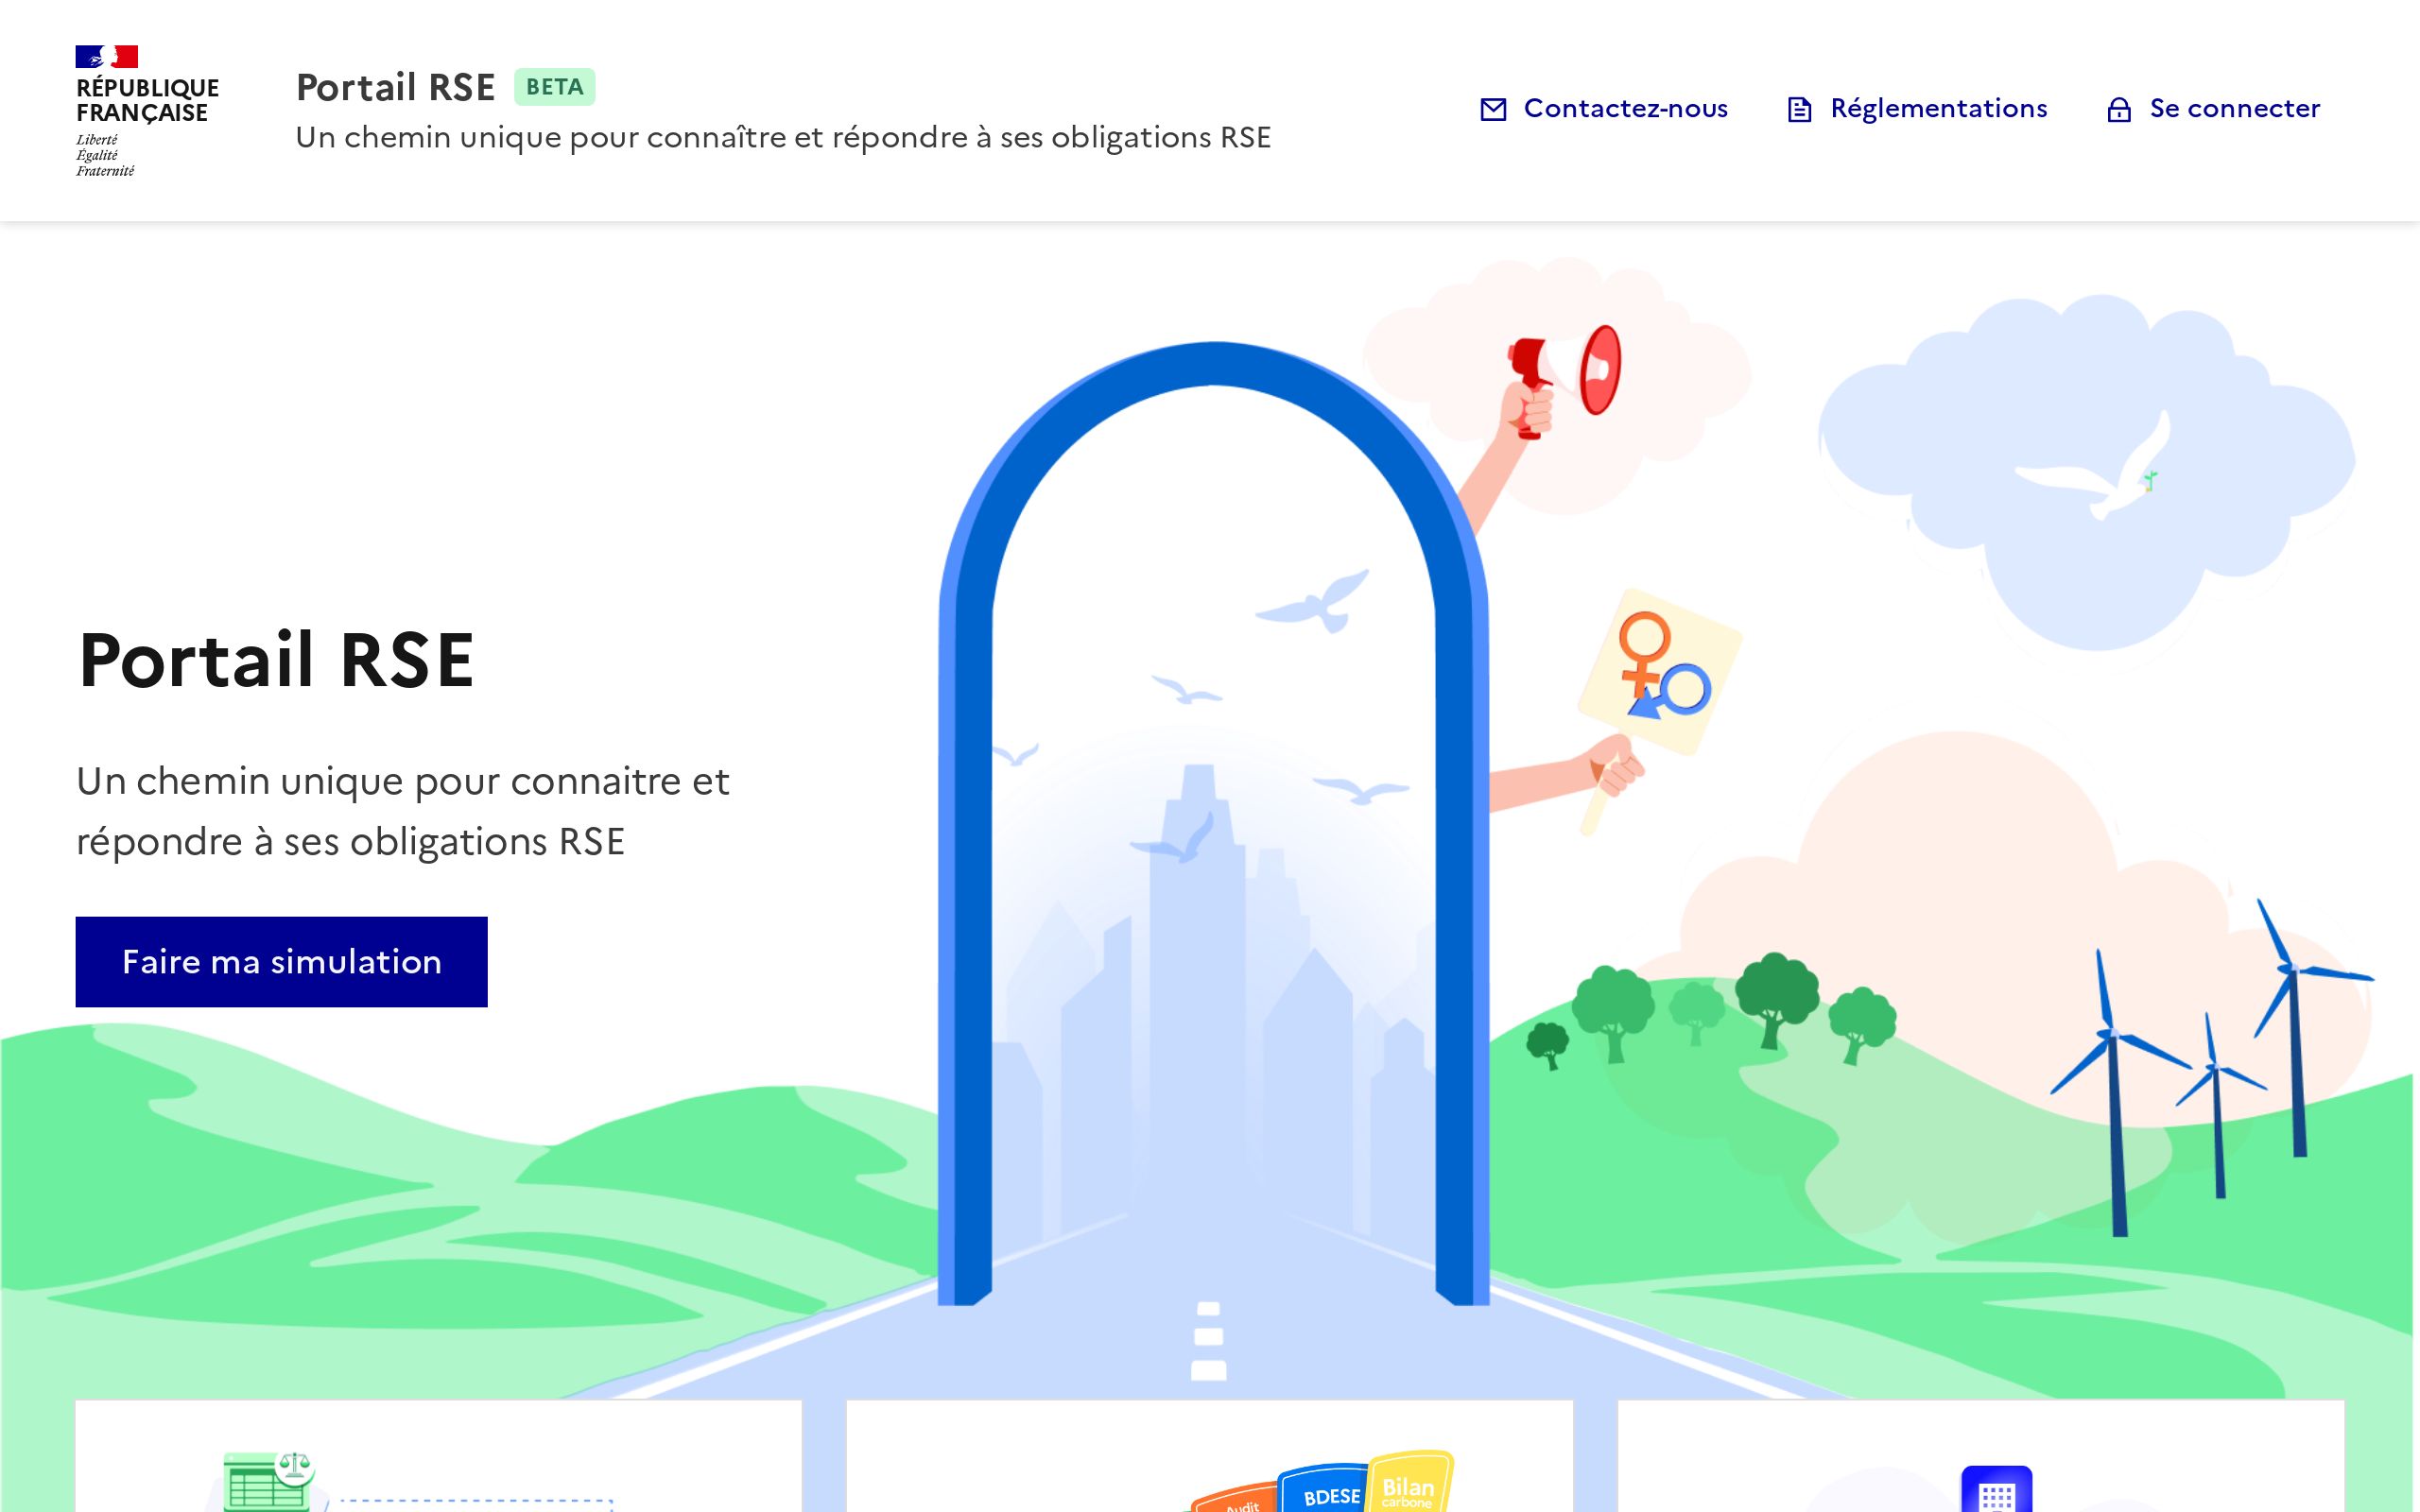 RÉPUBLIQUE
FRANÇAISE
Liberté
Égalité
Fraternité
Portail RSE BETA
Un chemin unique pour connaître et répondre à ses obligations RSE
Contactez-nous
Réglementations
Se connecter
Portail RSE
Un chemin unique pour connaitre et
répondre à ses obligations RSE
Faire ma simulation
Audit
BDESE
Bilan
carbone